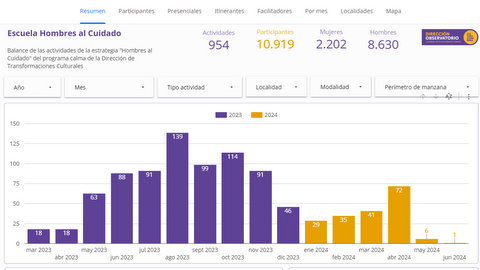 Resumen Participantes Presenciales Itinerantes Facilitadores Por mes Localidades Mapa
Escuela Hombres al Cuidado
Balance de las actividades de la estrategia "Hombres al
Cuidado" del programa calma de la Dirección de
Transformaciones Culturales
Actividades Participantes Mujeres Hombres
954 10.919 2.202 8.630
DIRECCIÓN
OBSERVATORIO
Año Mes Tipo actividad Localidad Modalidad Perímetro de manzana
2023 2024
150
125
100
75
50
25
0
18 18 63 88 91 139 99 114 91 46 29 35 41 72 6 1
mar 2023 may 2023 jul 2023 sept 2023 nov 2023 ene 2024 mar 2024 may 2024
abr 2023 jun 2023 ago 2023 oct 2023 dic 2023 feb 2024 abr 2024 jun 2024